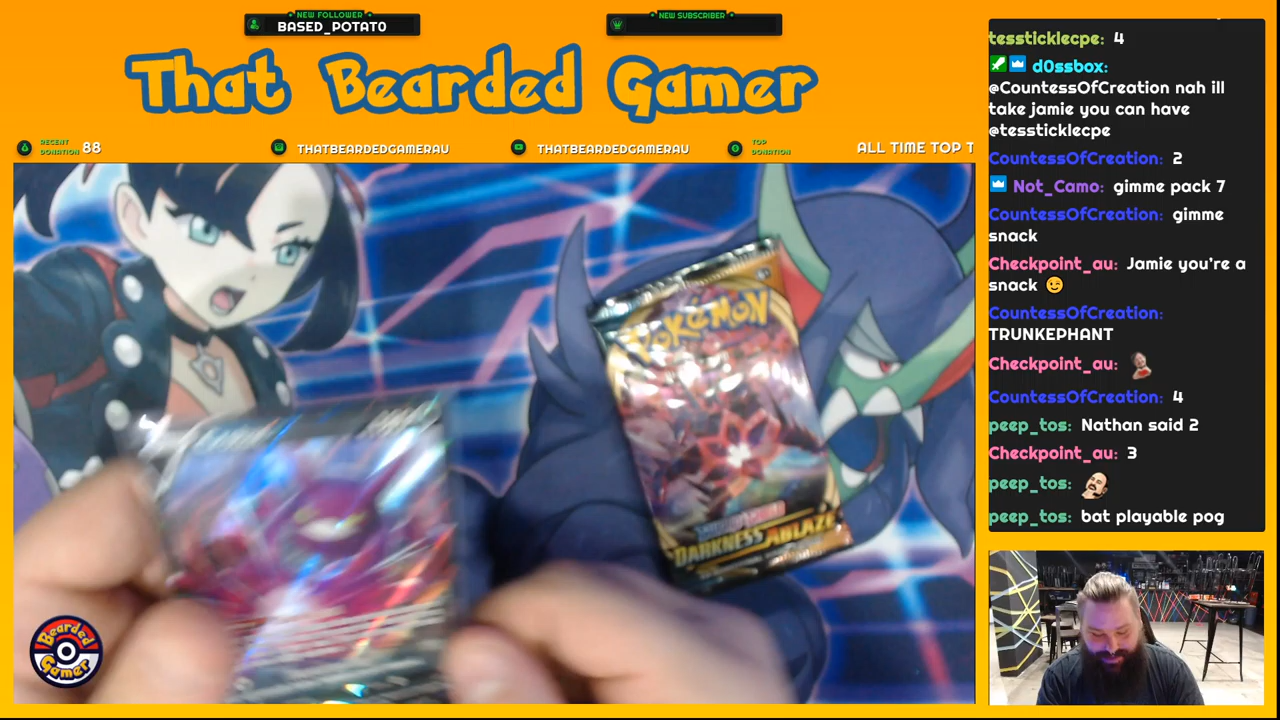 NEW FOLLOWER
BASED_POTAT0
NEW SUBSCRIBER
That Bearded Gamer
RECENT
DONATION 88
THATBEARDEDGAMERAU
THATBEARDEDGAMERAU
TOP
DONATION
ALL TIME TOP T
POKéMON
DARKNESS ABLAZE
Bearded
Gamer
tessticklecpe: 4
d0ssbox:
@CountessOfCreation nah ill
take jamie you can have
@tessticklecpe
CountessOfCreation: 2
Not_Camo: gimme pack 7
CountessOfCreation: gimme
snack
Checkpoint_au: Jamie you're a
snack 😉
CountessOfCreation:
TRUNKEPHANT
Checkpoint_au:
CountessOfCreation: 4
peep_tos: Nathan said 2
Checkpoint_au: 3
peep_tos:
peep_tos: bat playable pog